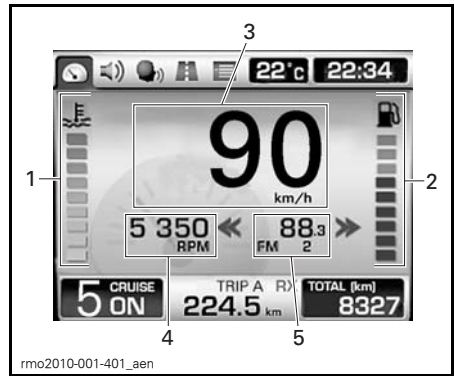 3
22°c 22:34
1
90
km/h
2
5 350
RPM
88.3
FM 2
5 CRUISE ON
TRIP A RX
224.5 km
TOTAL (km)
8327
4
5
rmo2010-001-401_aen